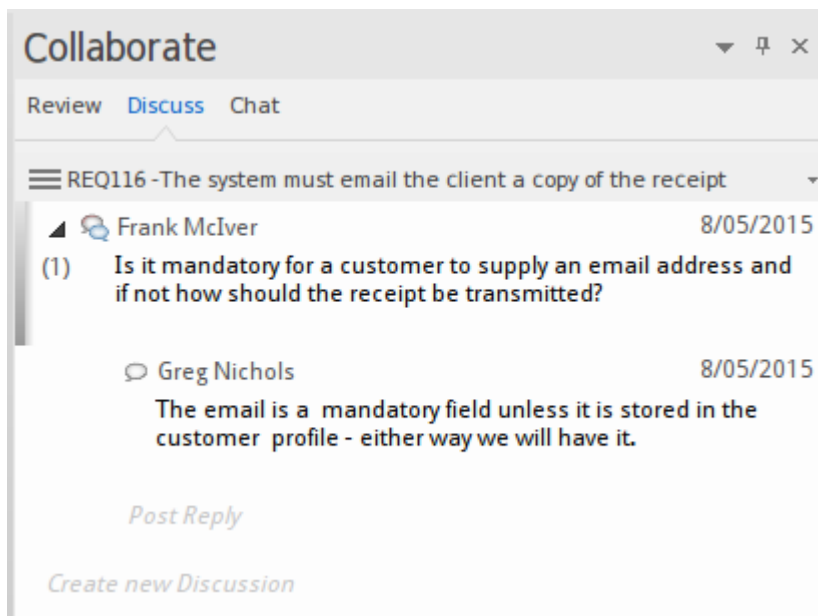 Collaborate
Review Discuss Chat
REQ116 -The system must email the client a copy of the receipt
Frank McIver 8/05/2015
(1) Is it mandatory for a customer to supply an email address and
if not how should the receipt be transmitted?
Greg Nichols 8/05/2015
The email is a mandatory field unless it is stored in the
customer profile - either way we will have it.
Post Reply
Create new Discussion